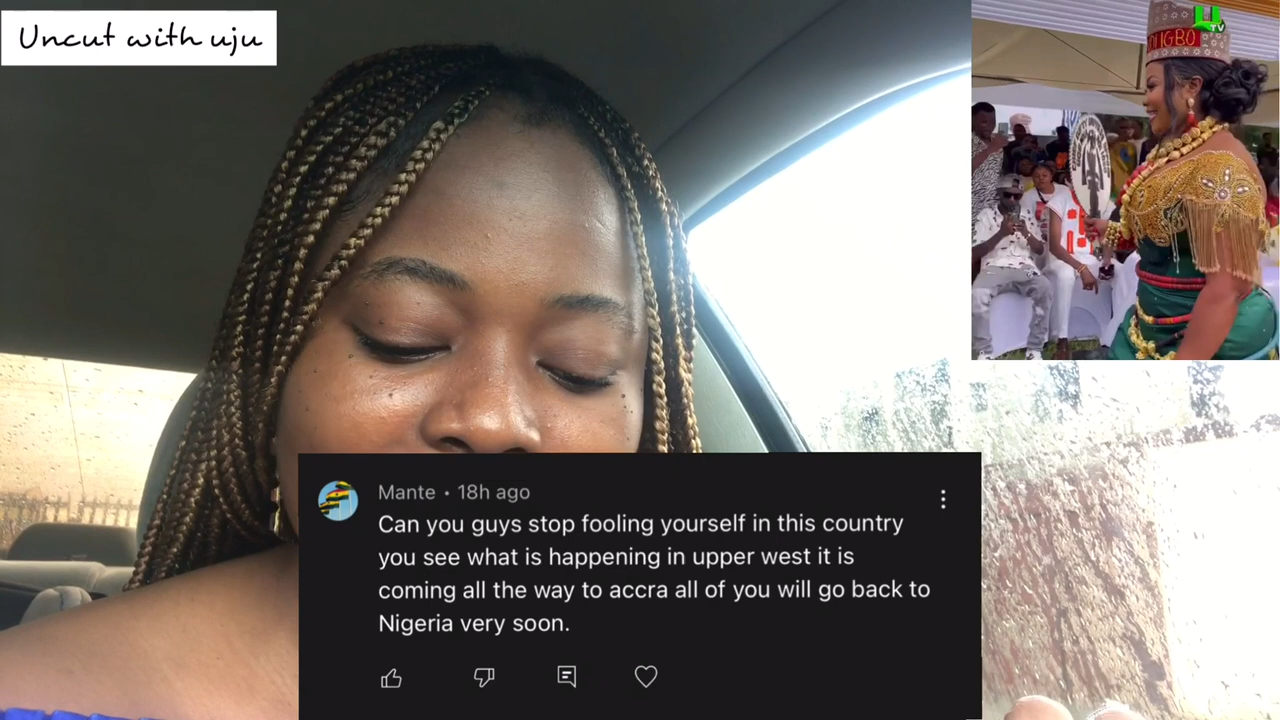 Uncut with uju
U
TV
DIIGBO
Mante • 18h ago
Can you guys stop fooling yourself in this country
you see what is happening in upper west it is
coming all the way to accra all of you will go back to
Nigeria very soon.